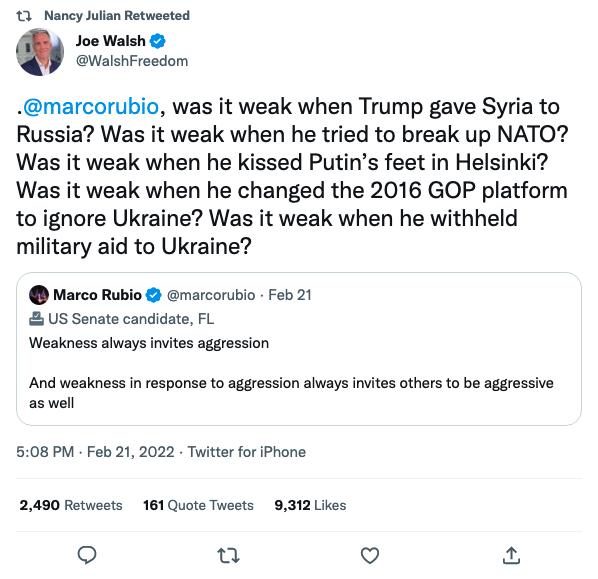 Nancy Julian Retweeted
Joe Walsh
@WalshFreedom
.@marcorubio, was it weak when Trump gave Syria to
Russia? Was it weak when he tried to break up NATO?
Was it weak when he kissed Putin’s feet in Helsinki?
Was it weak when he changed the 2016 GOP platform
to ignore Ukraine? Was it weak when he withheld
military aid to Ukraine?
Marco Rubio @marcorubio · Feb 21
US Senate candidate, FL
Weakness always invites aggression
And weakness in response to aggression always invites others to be aggressive
as well
5:08 PM · Feb 21, 2022 · Twitter for iPhone
2,490 Retweets 161 Quote Tweets 9,312 Likes